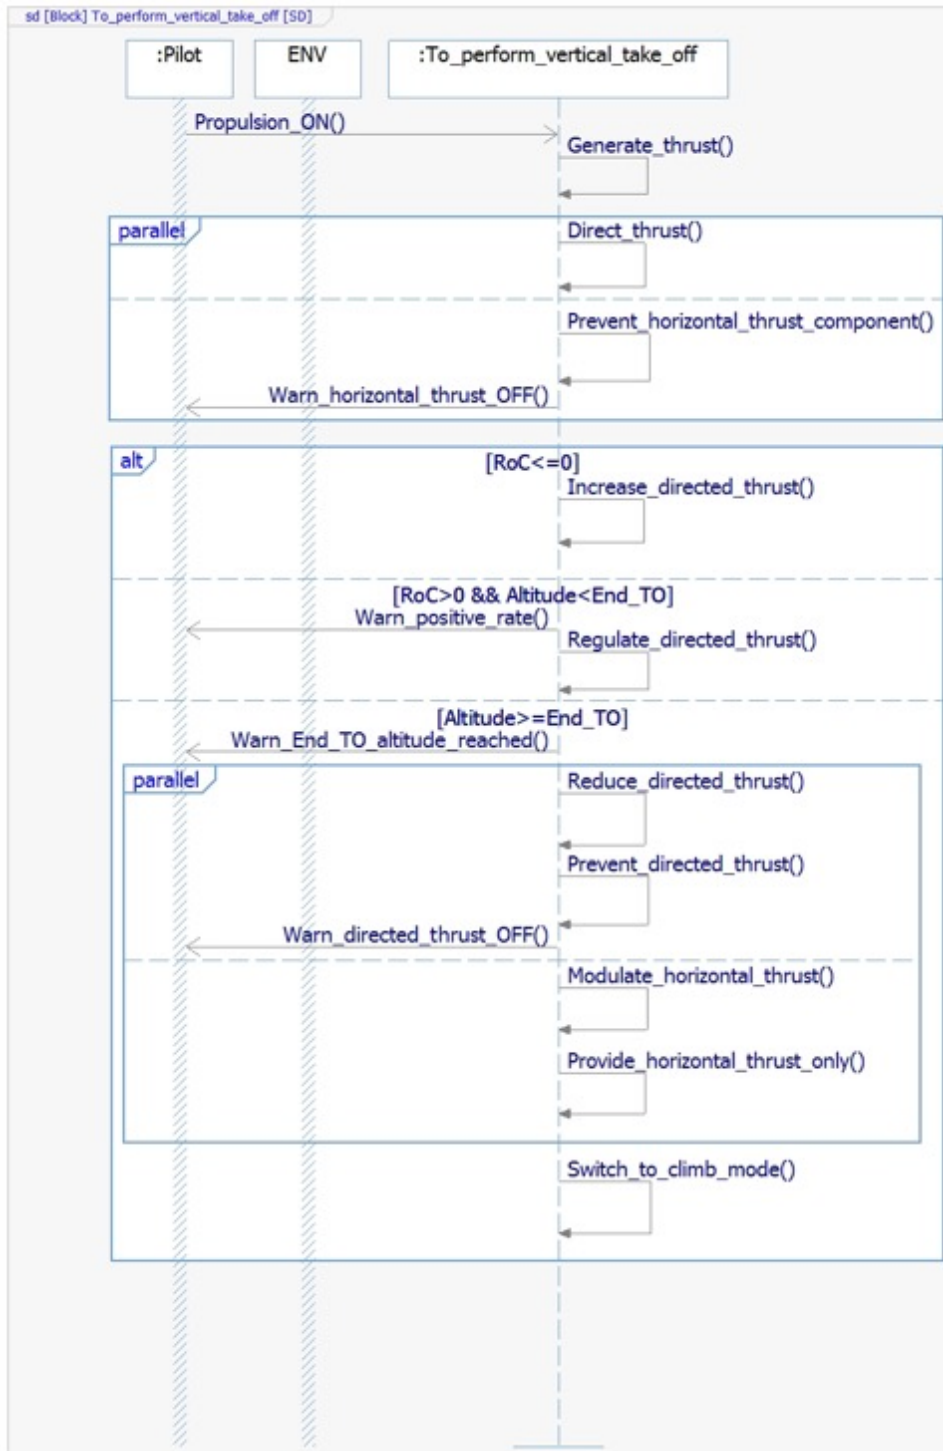 sd [Block] To_perform_vertical_take_off [SD]
:Pilot
ENV
:To_perform_vertical_take_off
Propulsion_ON()
Generate_thrust()
parallel
Direct_thrust()
Prevent_horizontal_thrust_component()
Warn_horizontal_thrust_OFF()
alt
[RoC<=0]
Increase_directed_thrust()
[RoC>0 && Altitude<End_TO]
Warn_positive_rate()
Regulate_directed_thrust()
[Altitude>=End_TO]
Warn_End_TO_altitude_reached()
parallel
Reduce_directed_thrust()
Prevent_directed_thrust()
Warn_directed_thrust_OFF()
Modulate_horizontal_thrust()
Provide_horizontal_thrust_only()
Switch_to_climb_mode()